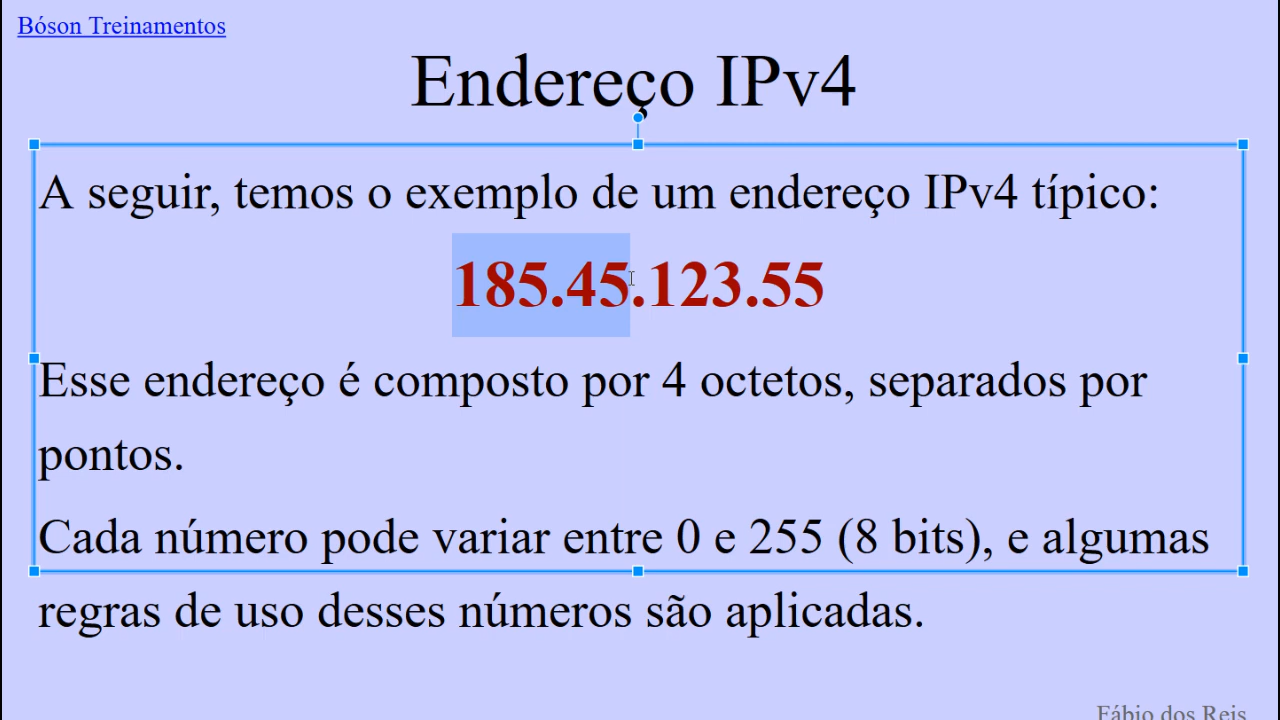 Bóson Treinamentos
Endereço IPv4
A seguir, temos o exemplo de um endereço IPv4 típico:
185.45.123.55
Esse endereço é composto por 4 octetos, separados por
pontos.
Cada número pode variar entre 0 e 255 (8 bits), e algumas
regras de uso desses números são aplicadas.
Fábio dos Reis